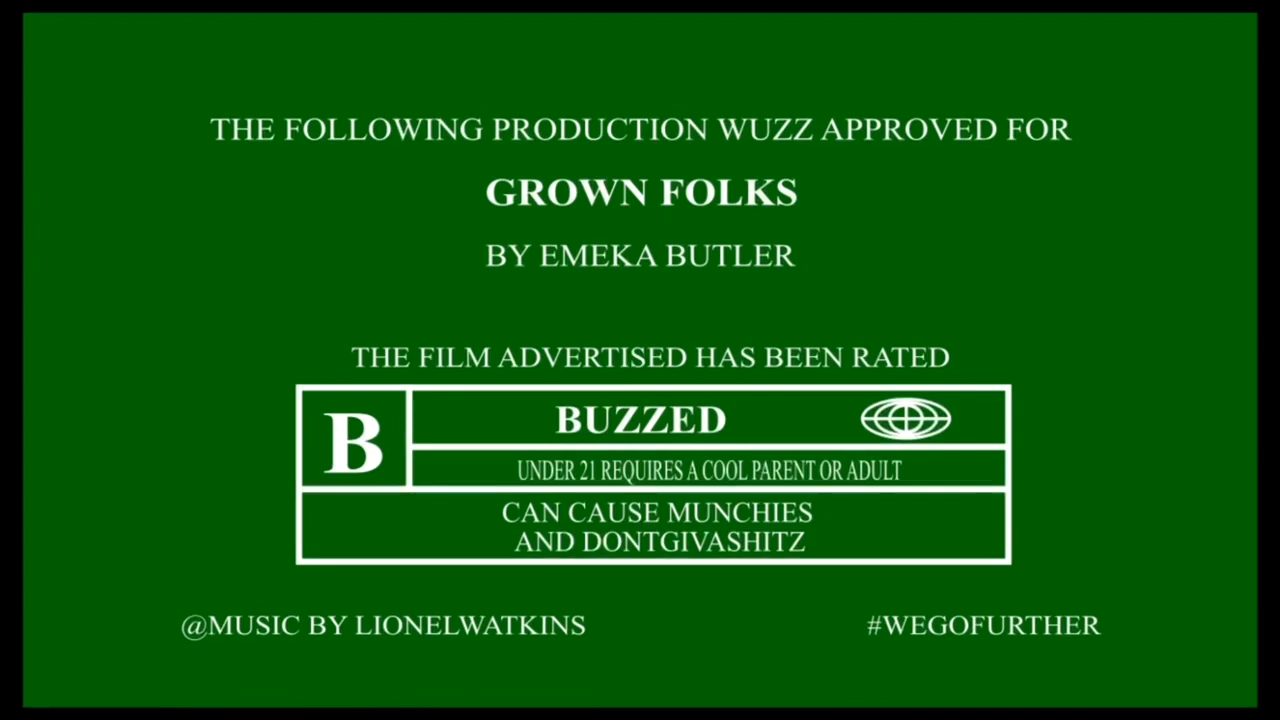 THE FOLLOWING PRODUCTION WUZZ APPROVED FOR
GROWN FOLKS
BY EMEKA BUTLER
THE FILM ADVERTISED HAS BEEN RATED
B
BUZZED
UNDER 21 REQUIRES A COOL PARENT OR ADULT
CAN CAUSE MUNCHIES
AND DONTGIVASHITZ
@MUSIC BY LIONELWATKINS
#WEGOFURTHER